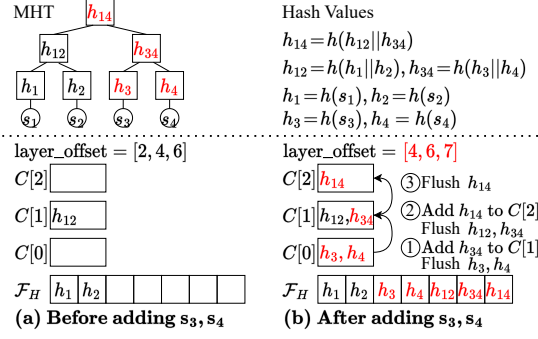 MHT
h₁₄
h₁₂ h₃₄
h₁ h₂ h₃ h₄
s₁ s₂ s₃ s₄
Hash Values
h₁₄=h(h₁₂||h₃₄)
h₁₂=h(h₁||h₂), h₃₄=h(h₃||h₄)
h₁=h(s₁), h₂=h(s₂)
h₃=h(s₃), h₄ = h(s₄)
layer_offset = [2, 4, 6]
C[2]
C[1] h₁₂
C[0]
F_H h₁ h₂
(a) Before adding s₃, s₄
layer_offset = [4, 6, 7]
C[2] h₁₄
C[1] h₁₂, h₃₄
C[0] h₃, h₄
③Flush h₁₄
②Add h₁₄ to C[2]
Flush h₁₂, h₃₄
①Add h₃₄ to C[1]
Flush h₃, h₄
F_H h₁ h₂ h₃ h₄ h₁₂ h₃₄ h₁₄
(b) After adding s₃, s₄